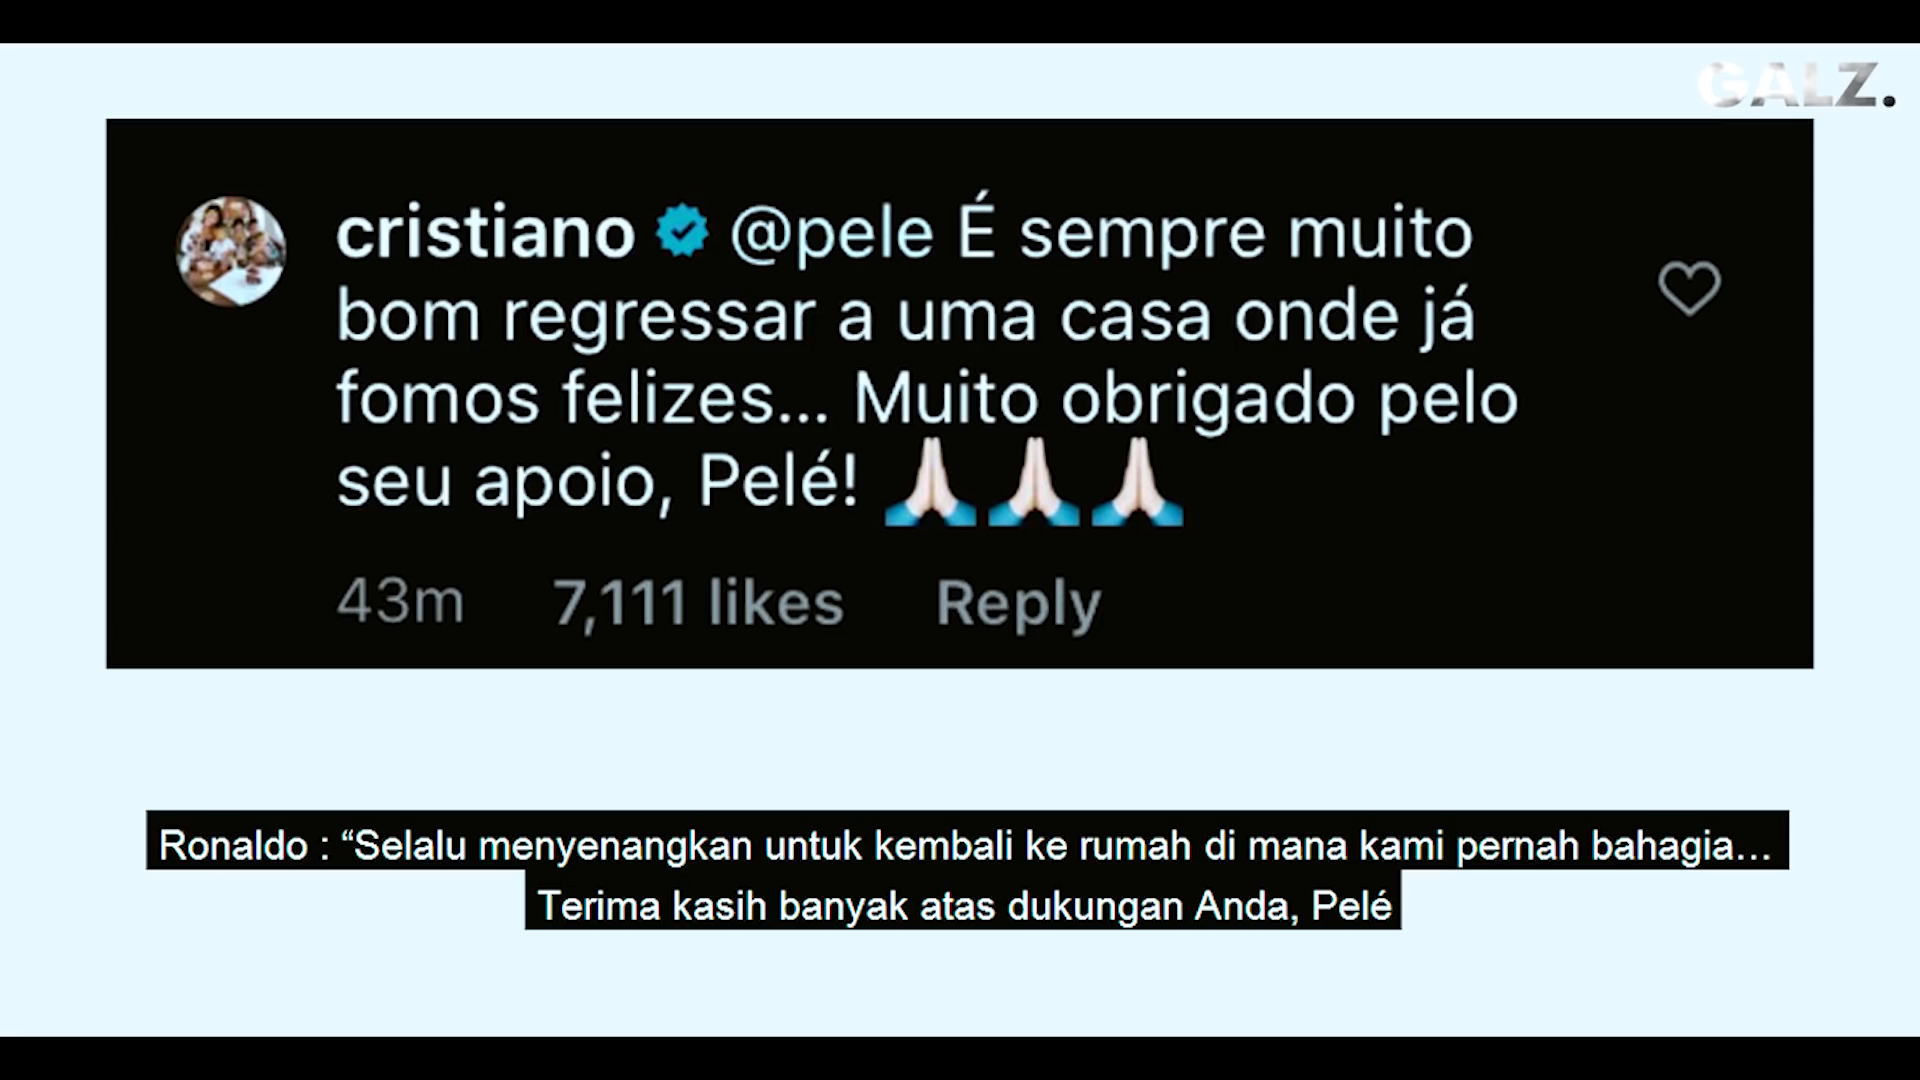 GALZ.
cristiano @pele É sempre muito
bom regressar a uma casa onde já
fomos felizes... Muito obrigado pelo
seu apoio, Pelé! 🙏🏻🙏🏻🙏🏻
43m 7,111 likes Reply
Ronaldo : “Selalu menyenangkan untuk kembali ke rumah di mana kami pernah bahagia...
Terima kasih banyak atas dukungan Anda, Pelé